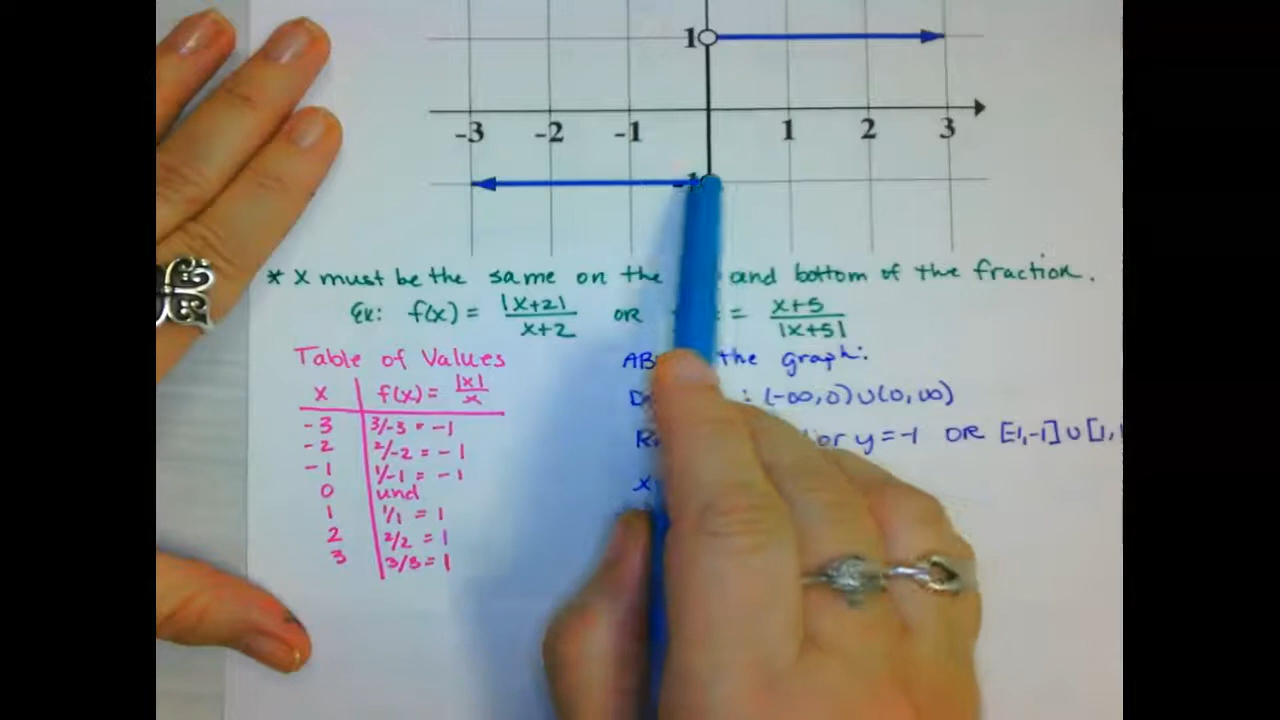 1
-3 -2 -1 1 2 3
* X must be the same on the and bottom of the fraction.
Ex: f(x) = |x+2| / x+2 OR = x+5 / |x+5|
Table of Values
x f(x) = |x| / x
-3 3/-3 = -1
-2 2/-2 = -1
-1 1/-1 = -1
0 und
1 1/1 = 1
2 2/2 = 1
3 3/3 = 1
the graph:
: (-∞,0)∪(0,∞)
or y=-1 OR [-1,-1]∪[1,